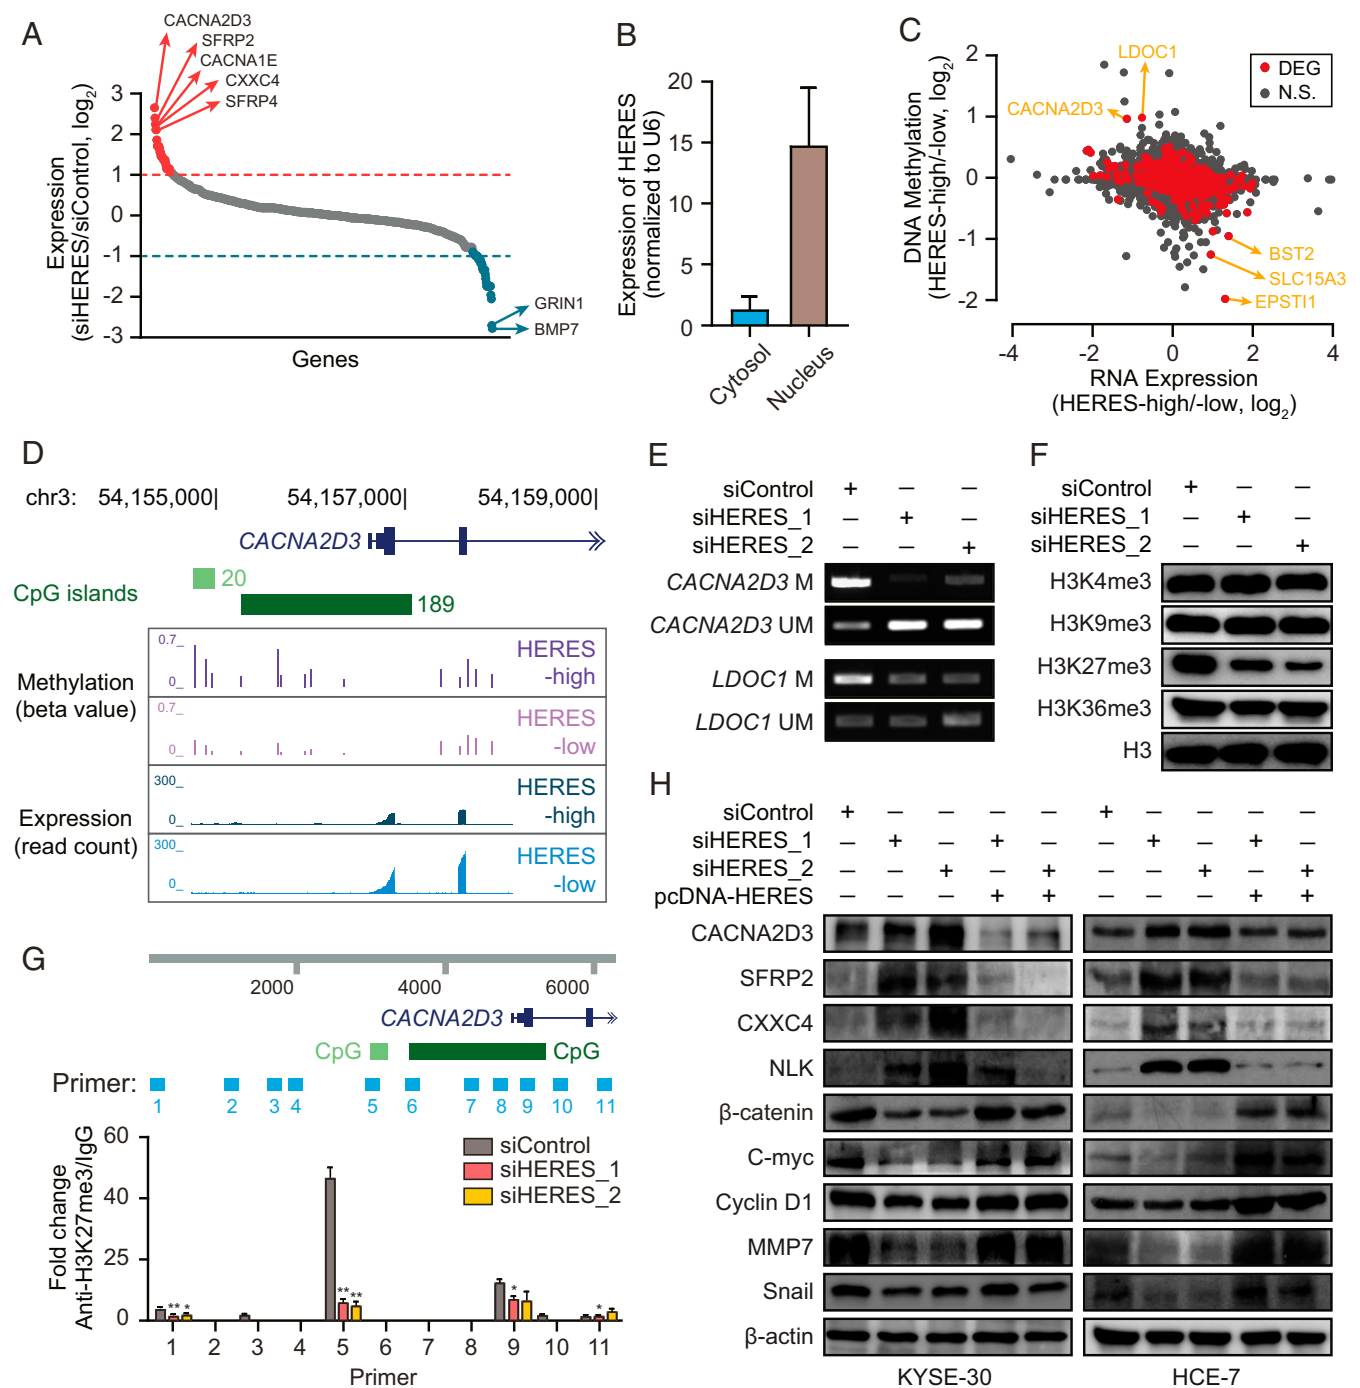 A
CACNA2D3
SFRP2
CACNA1E
CXXC4
SFRP4
Expression
(siHERES/siControl, log2)
3
2
1
0
-1
-2
-3
GRIN1
BMP7
Genes
B
Expression of HERES
(normalized to U6)
20
15
10
5
0
Cytosol
Nucleus
C
DNA Methylation
(HERES-high/-low, log2)
2
1
0
-1
-2
LDOC1
CACNA2D3
DEG
N.S.
BST2
SLC15A3
EPSTI1
-4
-2
0
2
4
RNA Expression
(HERES-high/-low, log2)
D
chr3: 54,155,000| 54,157,000| 54,159,000|
CACNA2D3
CpG islands
20
189
Methylation
(beta value)
0.7_
0_
HERES
-high
0.7_
0_
HERES
-low
Expression
(read count)
300_
0_
HERES
-high
300_
0_
HERES
-low
E
siControl + – –
siHERES_1 – + –
siHERES_2 – – +
CACNA2D3 M
CACNA2D3 UM
LDOC1 M
LDOC1 UM
F
siControl + – –
siHERES_1 – + –
siHERES_2 – – +
H3K4me3
H3K9me3
H3K27me3
H3K36me3
H3
G
2000 4000 6000
CACNA2D3
CpG CpG
Primer:
1 2 3 4 5 6 7 8 9 10 11
Fold change
Anti-H3K27me3/IgG
60
40
25
0
siControl
siHERES_1
siHERES_2
** *
** **
*
*
1 2 3 4 5 6 7 8 9 10 11
Primer
H
siControl + – – – – + – – – –
siHERES_1 – + – + – – + – + –
siHERES_2 – – + – + – – + – +
pcDNA-HERES – – – + + – – – + +
CACNA2D3
SFRP2
CXXC4
NLK
β-catenin
C-myc
Cyclin D1
MMP7
Snail
β-actin
KYSE-30
HCE-7